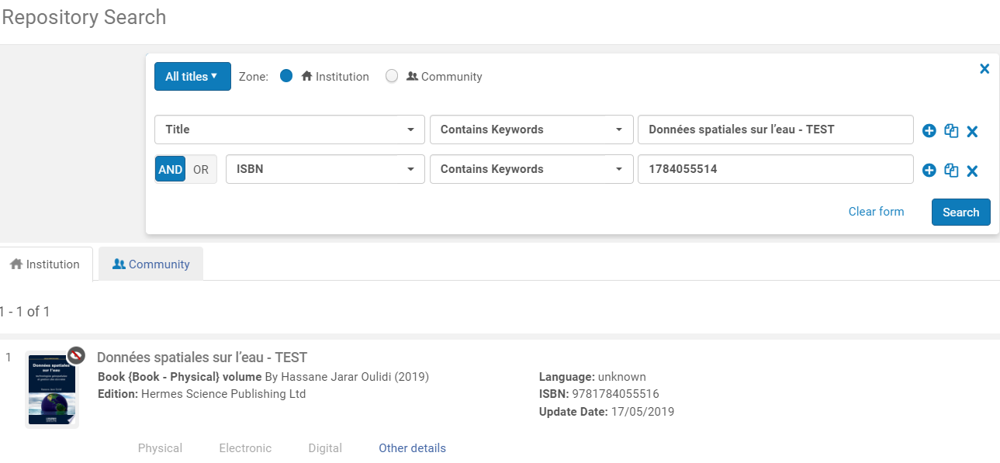 Repository Search
All titles Zone: Institution Community
Title Contains Keywords Données spatiales sur l’eau - TEST
AND OR ISBN Contains Keywords 1784055514
Clear form Search
Institution Community
1 - 1 of 1
1 Données spatiales sur l’eau - TEST
Book {Book - Physical} volume By Hassane Jarar Oulidi (2019) Language: unknown
Edition: Hermes Science Publishing Ltd ISBN: 9781784055516
Update Date: 17/05/2019
Données spatiales
sur l'eau
Physical Electronic Digital Other details